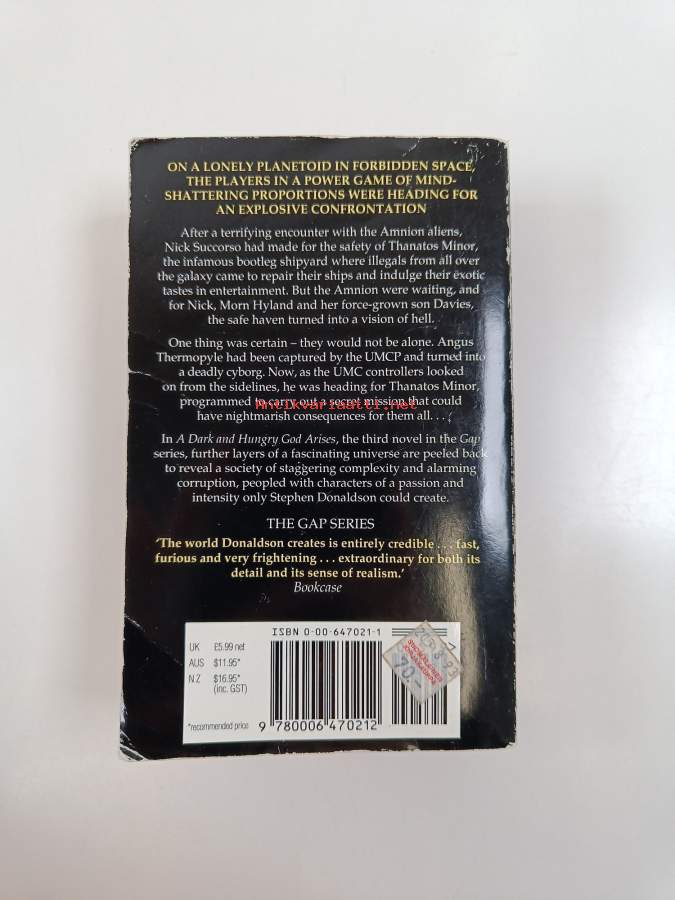 ON A LONELY PLANETOID IN FORBIDDEN SPACE,
THE PLAYERS IN A POWER GAME OF MIND-
SHATTERING PROPORTIONS WERE HEADING FOR
AN EXPLOSIVE CONFRONTATION
After a terrifying encounter with the Amnion aliens,
Nick Succorso had made for the safety of Thanatos Minor,
the infamous bootleg shipyard where illegals from all over
the galaxy came to repair their ships and indulge their exotic
tastes in entertainment. But the Amnion were waiting, and
for Nick, Morn Hyland and her force-grown son Davies,
the safe haven turned into a vision of hell.
One thing was certain – they would not be alone. Angus
Thermopyle had been captured by the UMCP and turned into
a deadly cyborg. Now, as the UMC controllers looked
on from the sidelines, he was heading for Thanatos Minor,
programmed to carry out a secret mission that could
Antikvariaatti.net
have nightmarish consequences for them all. . . .
In A Dark and Hungry God Arises, the third novel in the Gap
series, further layers of a fascinating universe are peeled back
to reveal a society of staggering complexity and alarming
corruption, peopled with characters of a passion and
intensity only Stephen Donaldson could create.
THE GAP SERIES
'The world Donaldson creates is entirely credible . . . fast,
furious and very frightening . . . extraordinary for both its
detail and its sense of realism.'
Bookcase
ISBN 0-00-647021-1
UK £5.99 net
AUS $11.95*
NZ $16.95*
(inc. GST)
*recommended price
9 780006 470212
70.-